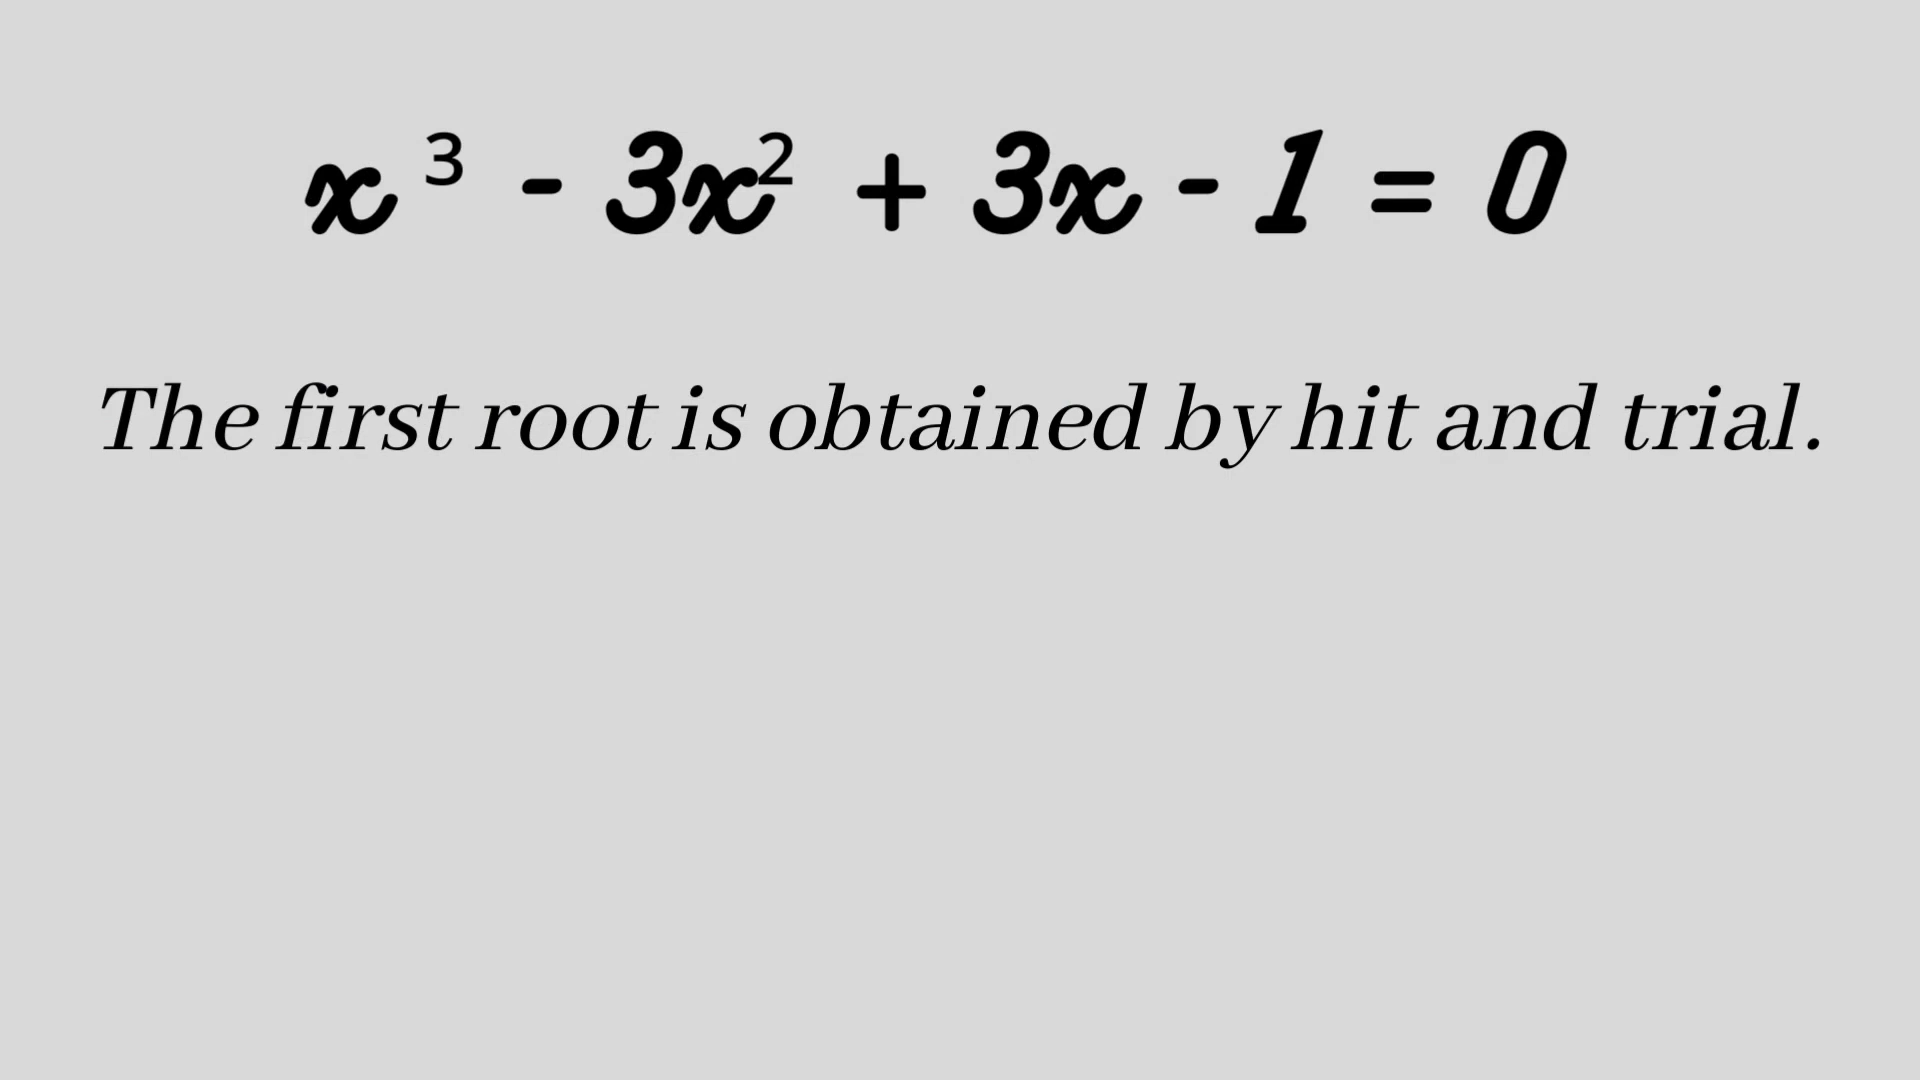 x³ - 3x² + 3x - 1 = 0
The first root is obtained by hit and trial.